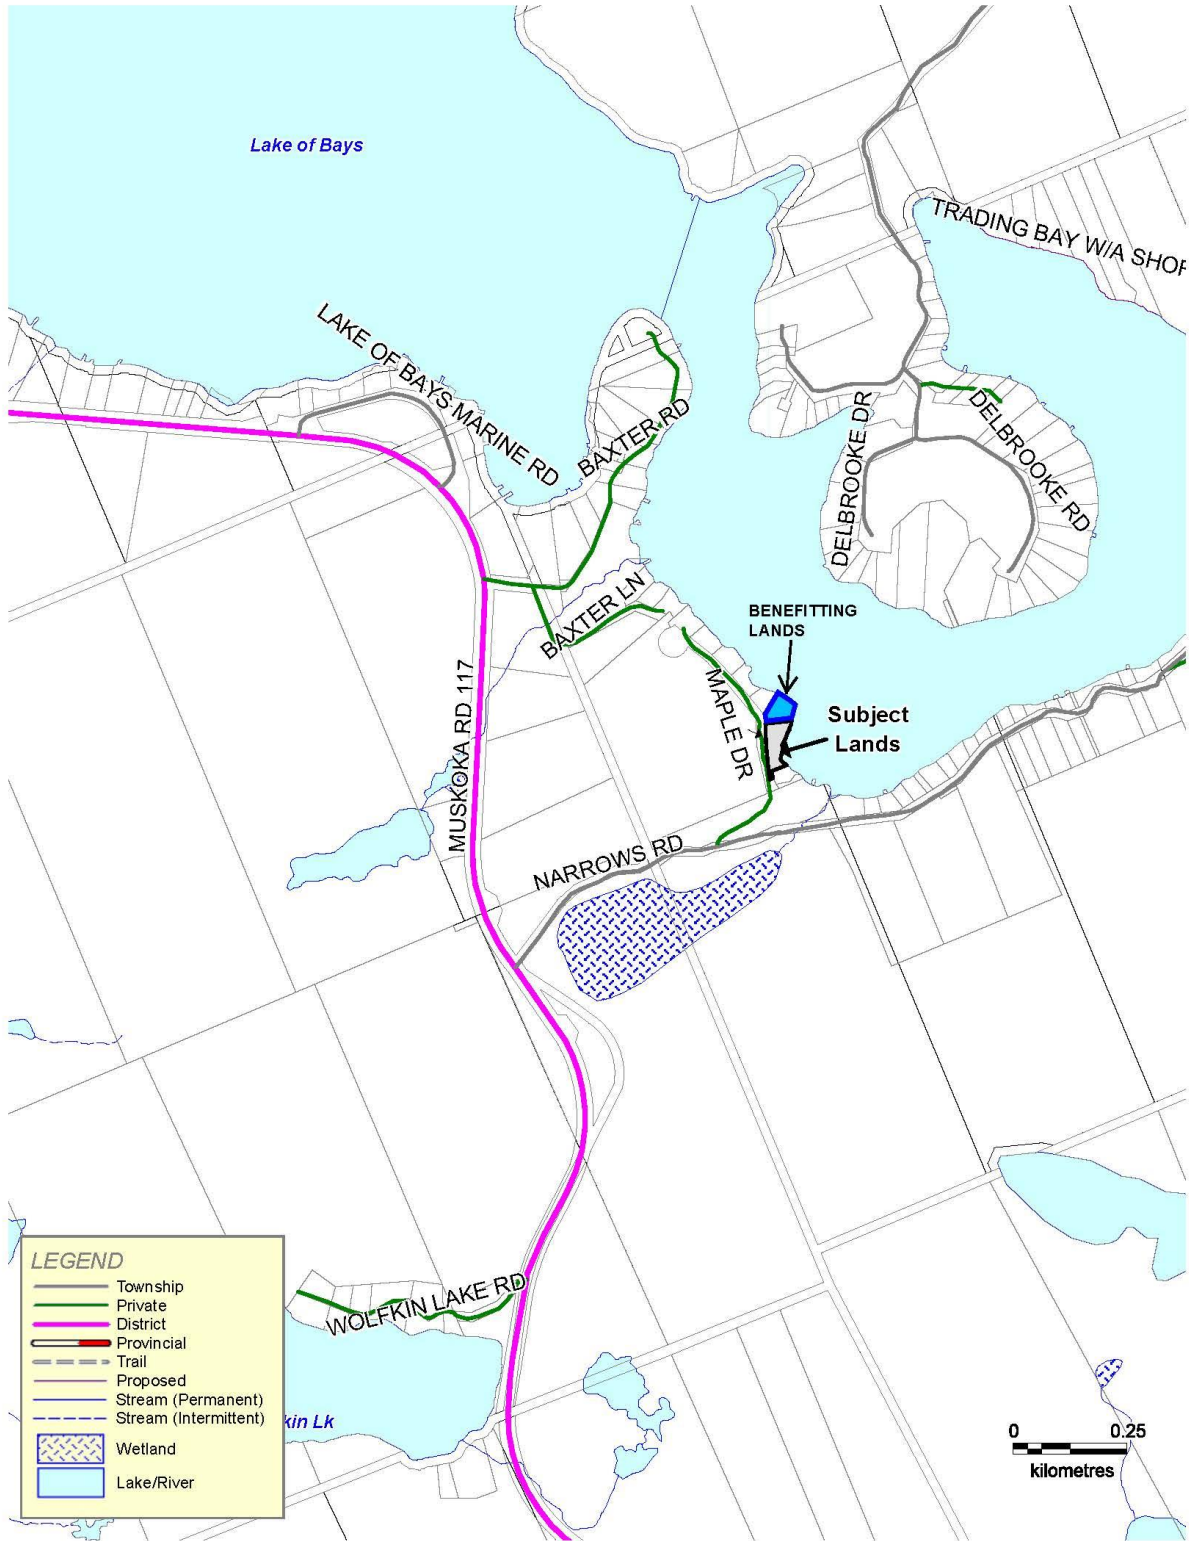 Lake of Bays
TRADING BAY W/A SHOR
LAKE OF BAYS MARINE RD
BAXTER RD
DELBROOKE DR
DELBROOKE RD
BAXTER LN
BENEFITTING
LANDS
MUSKOKA RD 117
MAPLE DR
Subject
Lands
NARROWS RD
WOLFKIN LAKE RD
LEGEND
Township
Private
District
Provincial
Trail
Proposed
Stream (Permanent)
Stream (Intermittent)
Wetland
Lake/River
kin Lk
0 0.25
kilometres